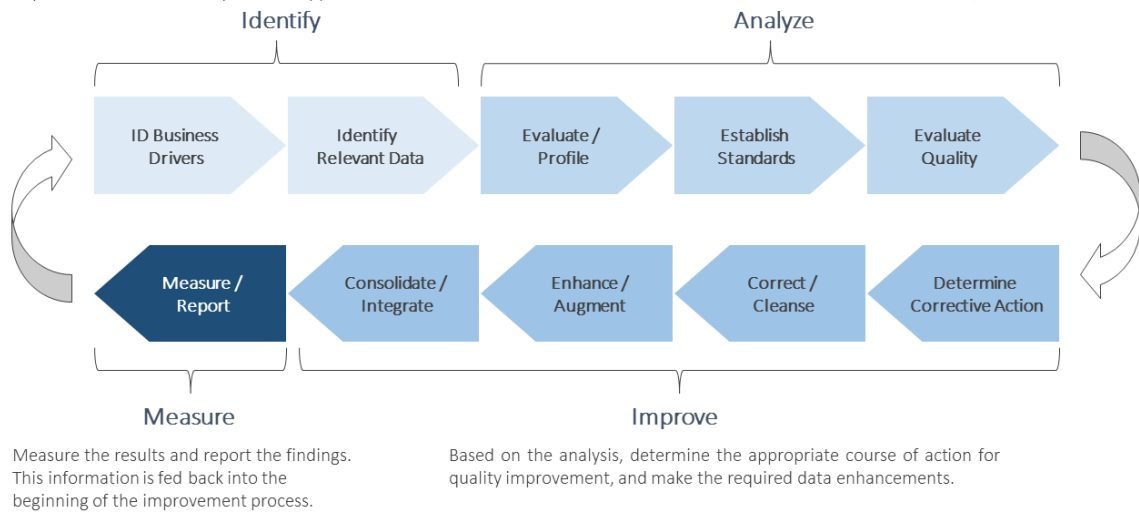 Identify
Analyze
ID Business
Drivers
Identify
Relevant Data
Evaluate /
Profile
Establish
Standards
Evaluate
Quality
Measure /
Report
Consolidate /
Integrate
Enhance /
Augment
Correct /
Cleanse
Determine
Corrective Action
Measure
Improve
Measure the results and report the findings.
This information is fed back into the
beginning of the improvement process.
Based on the analysis, determine the appropriate course of action for
quality improvement, and make the required data enhancements.